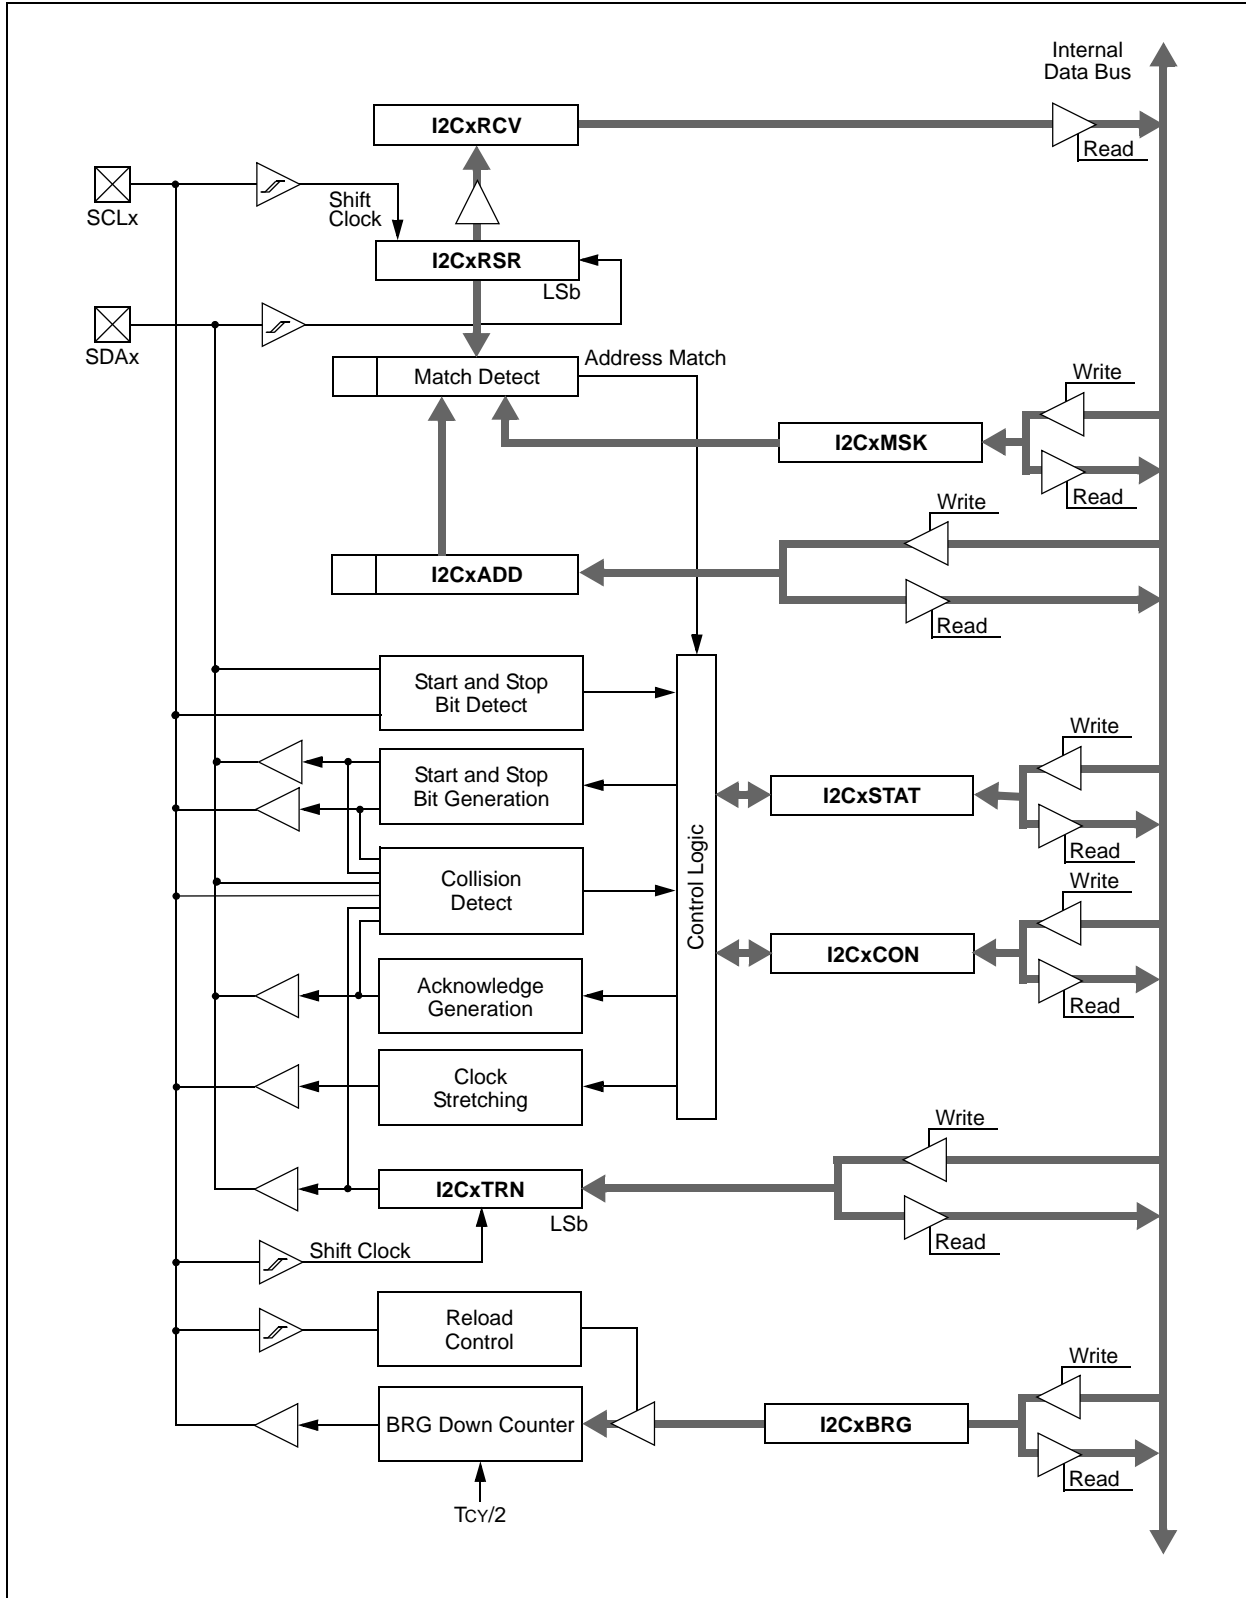 Internal
Data Bus
I2CxRCV
Read
SCLx
Shift
Clock
I2CxRSR
LSb
SDAx
Address Match
Match Detect
Write
I2CxMSK
Read
Write
I2CxADD
Read
Start and Stop
Bit Detect
Write
Start and Stop
Bit Generation
I2CxSTAT
Read
Control Logic
Collision
Detect
Write
I2CxCON
Read
Acknowledge
Generation
Clock
Stretching
Write
I2CxTRN
LSb
Read
Shift Clock
Reload
Control
Write
BRG Down Counter
I2CxBRG
Read
TCY/2